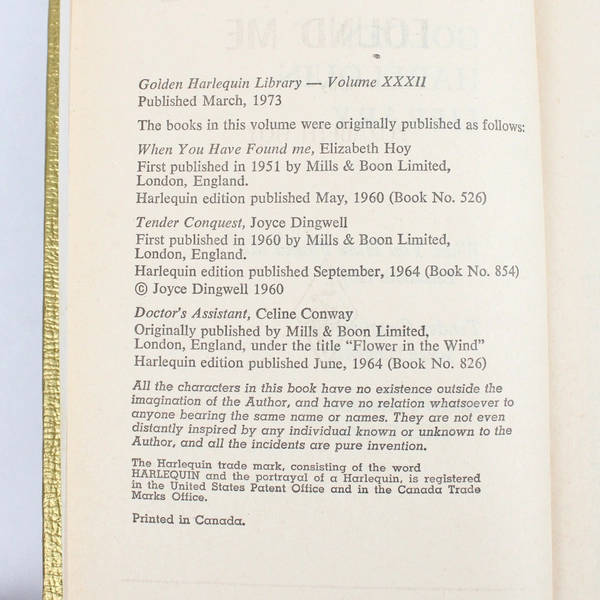 Golden Harlequin Library — Volume XXXII
Published March, 1973
The books in this volume were originally published as follows:
When You Have Found me, Elizabeth Hoy
First published in 1951 by Mills & Boon Limited,
London, England.
Harlequin edition published May, 1960 (Book No. 526)
Tender Conquest, Joyce Dingwell
First published in 1960 by Mills & Boon Limited,
London, England.
Harlequin edition published September, 1964 (Book No. 854)
© Joyce Dingwell 1960
Doctor's Assistant, Celine Conway
Originally published by Mills & Boon Limited,
London, England, under the title "Flower in the Wind"
Harlequin edition published June, 1964 (Book No. 826)
All the characters in this book have no existence outside the
imagination of the Author, and have no relation whatsoever to
anyone bearing the same name or names. They are not even
distantly inspired by any individual known or unknown to the
Author, and all the incidents are pure invention.
The Harlequin trade mark, consisting of the word
HARLEQUIN and the portrayal of a Harlequin, is registered
in the United States Patent Office and in the Canada Trade
Marks Office.
Printed in Canada.